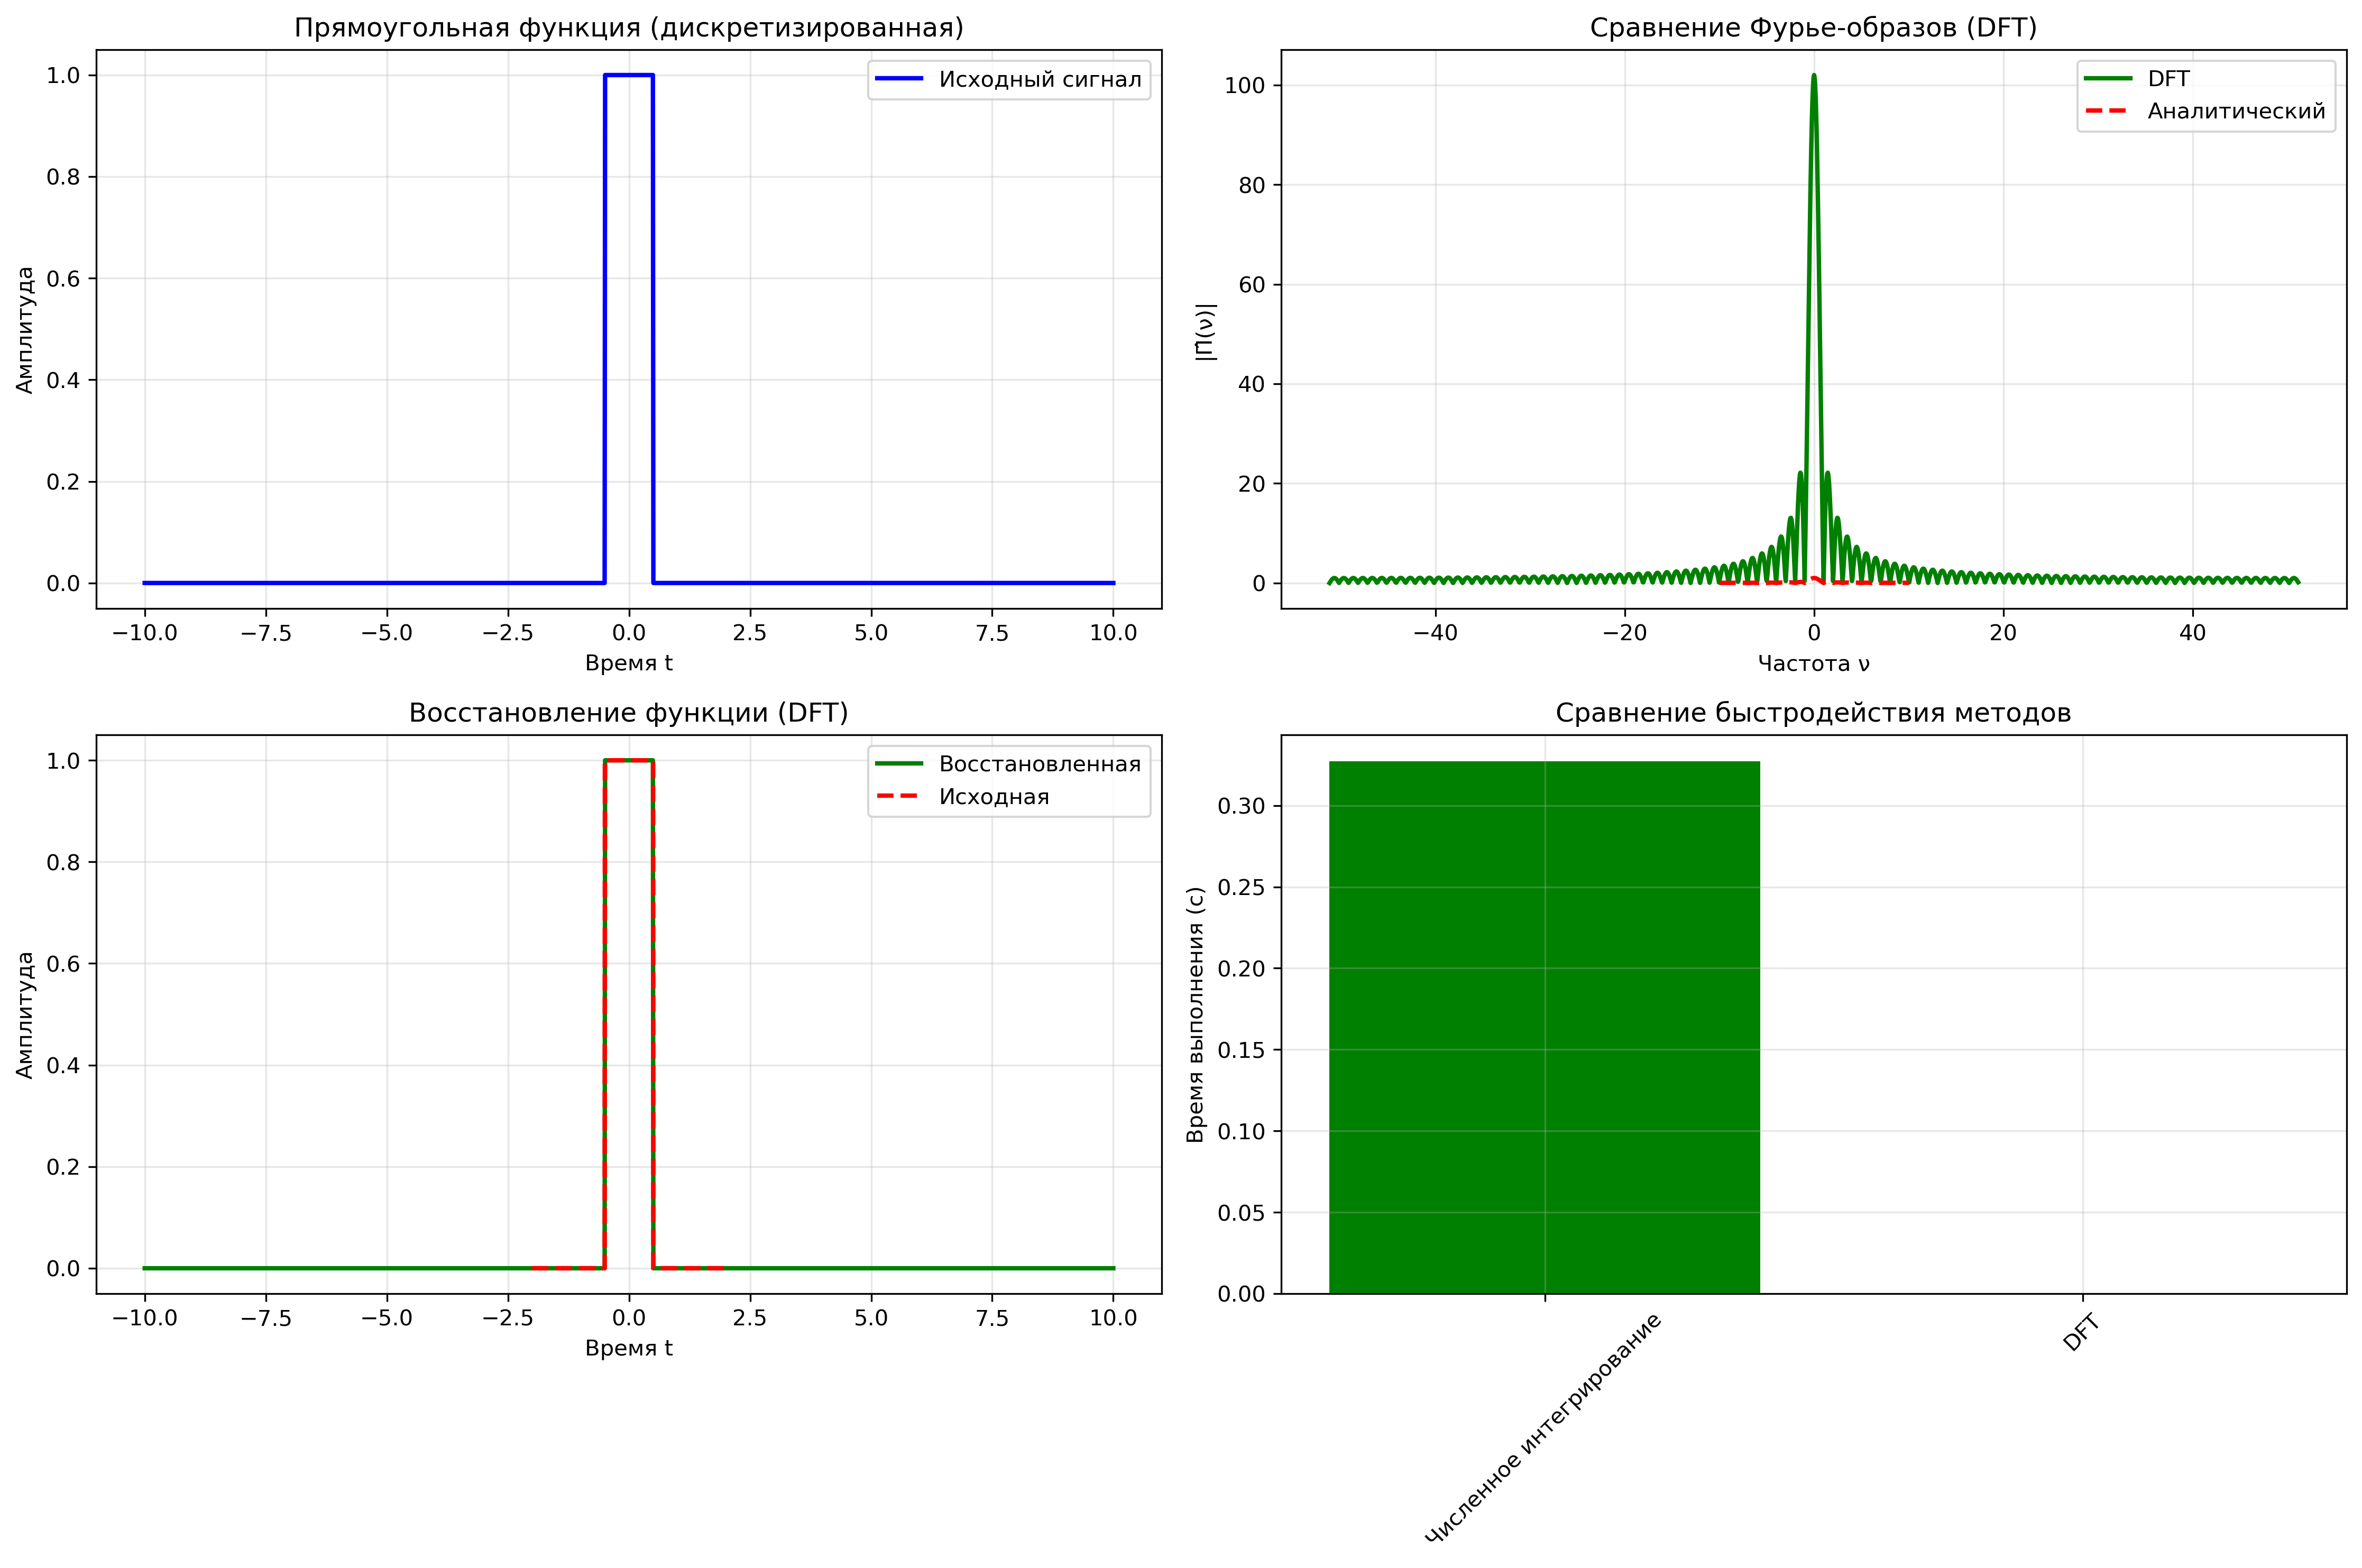 Прямоугольная функция (дискретизированная)
Амплитуда
1.0
0.8
0.6
0.4
0.2
0.0
Исходный сигнал
−10.0 −7.5 −5.0 −2.5 0.0 2.5 5.0 7.5 10.0
Время t
Сравнение Фурье-образов (DFT)
|Π̂(ν)|
100
80
60
40
20
0
DFT
Аналитический
−40 −20 0 20 40
Частота ν
Восстановление функции (DFT)
Амплитуда
1.0
0.8
0.6
0.4
0.2
0.0
Восстановленная
Исходная
−10.0 −7.5 −5.0 −2.5 0.0 2.5 5.0 7.5 10.0
Время t
Сравнение быстродействия методов
Время выполнения (с)
0.30
0.25
0.20
0.15
0.10
0.05
0.00
Численное интегрирование
DFT